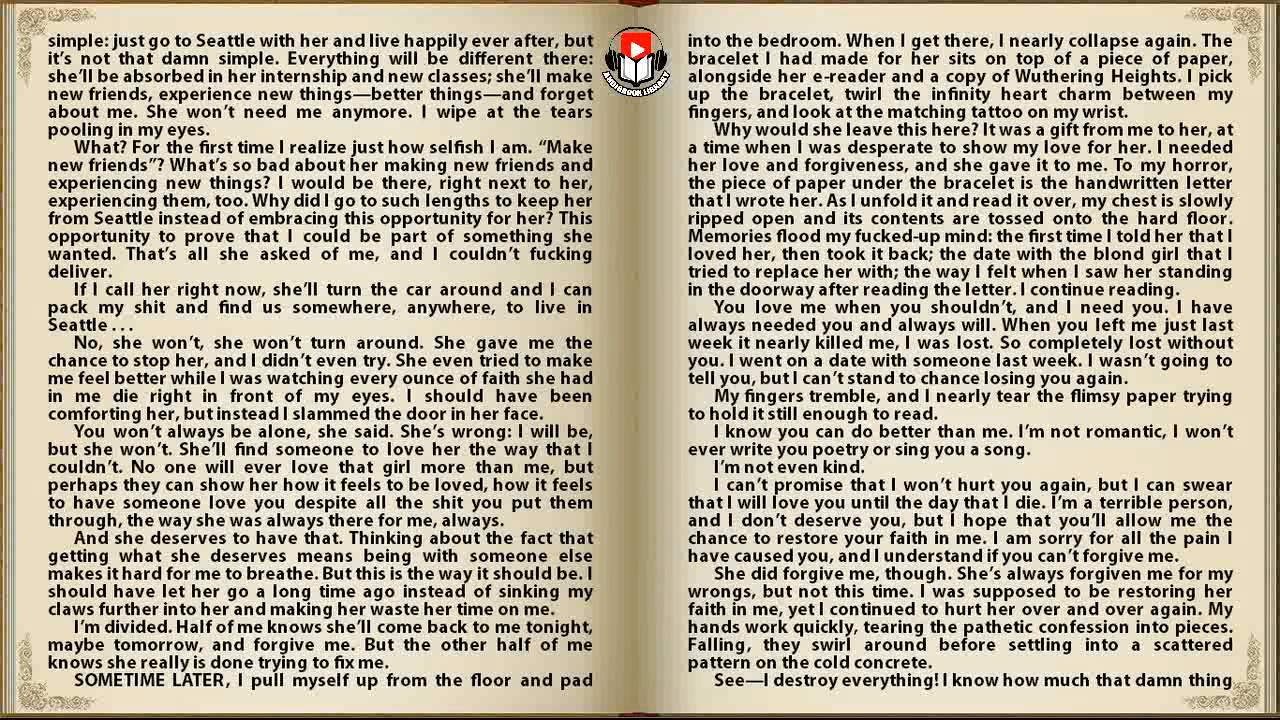 simple: just go to Seattle with her and live happily ever after, but
it's not that damn simple. Everything will be different there:
she'll be absorbed in her internship and new classes; she'll make
new friends, experience new things—better things—and forget
about me. She won't need me anymore. I wipe at the tears
pooling in my eyes.
What? For the first time I realize just how selfish I am. “Make
new friends”? What's so bad about her making new friends and
experiencing new things? I would be there, right next to her,
experiencing them, too. Why did I go to such lengths to keep her
from Seattle instead of embracing this opportunity for her? This
opportunity to prove that I could be part of something she
wanted. That's all she asked of me, and I couldn't fucking
deliver.
If I call her right now, she'll turn the car around and I can
pack my shit and find us somewhere, anywhere, to live in
Seattle . . .
No, she won't, she won't turn around. She gave me the
chance to stop her, and I didn't even try. She even tried to make
me feel better while I was watching every ounce of faith she had
in me die right in front of my eyes. I should have been
comforting her, but instead I slammed the door in her face.
You won't always be alone, she said. She's wrong: I will be,
but she won't. She'll find someone to love her the way that I
couldn't. No one will ever love that girl more than me, but
perhaps they can show her how it feels to be loved, how it feels
to have someone love you despite all the shit you put them
through, the way she was always there for me, always.
And she deserves to have that. Thinking about the fact that
getting what she deserves means being with someone else
makes it hard for me to breathe. But this is the way it should be. I
should have let her go a long time ago instead of sinking my
claws further into her and making her waste her time on me.
I'm divided. Half of me knows she'll come back to me tonight,
maybe tomorrow, and forgive me. But the other half of me
knows she really is done trying to fix me.
SOMETIME LATER, I pull myself up from the floor and pad
AUDIOBOOK LIBRARY
into the bedroom. When I get there, I nearly collapse again. The
bracelet I had made for her sits on top of a piece of paper,
alongside her e-reader and a copy of Wuthering Heights. I pick
up the bracelet, twirl the infinity heart charm between my
fingers, and look at the matching tattoo on my wrist.
Why would she leave this here? It was a gift from me to her, at
a time when I was desperate to show my love for her. I needed
her love and forgiveness, and she gave it to me. To my horror,
the piece of paper under the bracelet is the handwritten letter
that I wrote her. As I unfold it and read it over, my chest is slowly
ripped open and its contents are tossed onto the hard floor.
Memories flood my fucked-up mind: the first time I told her that I
loved her, then took it back; the date with the blond girl that I
tried to replace her with; the way I felt when I saw her standing
in the doorway after reading the letter. I continue reading.
You love me when you shouldn't, and I need you. I have
always needed you and always will. When you left me just last
week it nearly killed me, I was lost. So completely lost without
you. I went on a date with someone last week. I wasn't going to
tell you, but I can't stand to chance losing you again.
My fingers tremble, and I nearly tear the flimsy paper trying
to hold it still enough to read.
I know you can do better than me. I'm not romantic, I won't
ever write you poetry or sing you a song.
I'm not even kind.
I can't promise that I won't hurt you again, but I can swear
that I will love you until the day that I die. I'm a terrible person,
and I don't deserve you, but I hope that you'll allow me the
chance to restore your faith in me. I am sorry for all the pain I
have caused you, and I understand if you can't forgive me.
She did forgive me, though. She's always forgiven me for my
wrongs, but not this time. I was supposed to be restoring her
faith in me, yet I continued to hurt her over and over again. My
hands work quickly, tearing the pathetic confession into pieces.
Falling, they swirl around before settling into a scattered
pattern on the cold concrete.
See—I destroy everything! I know how much that damn thing